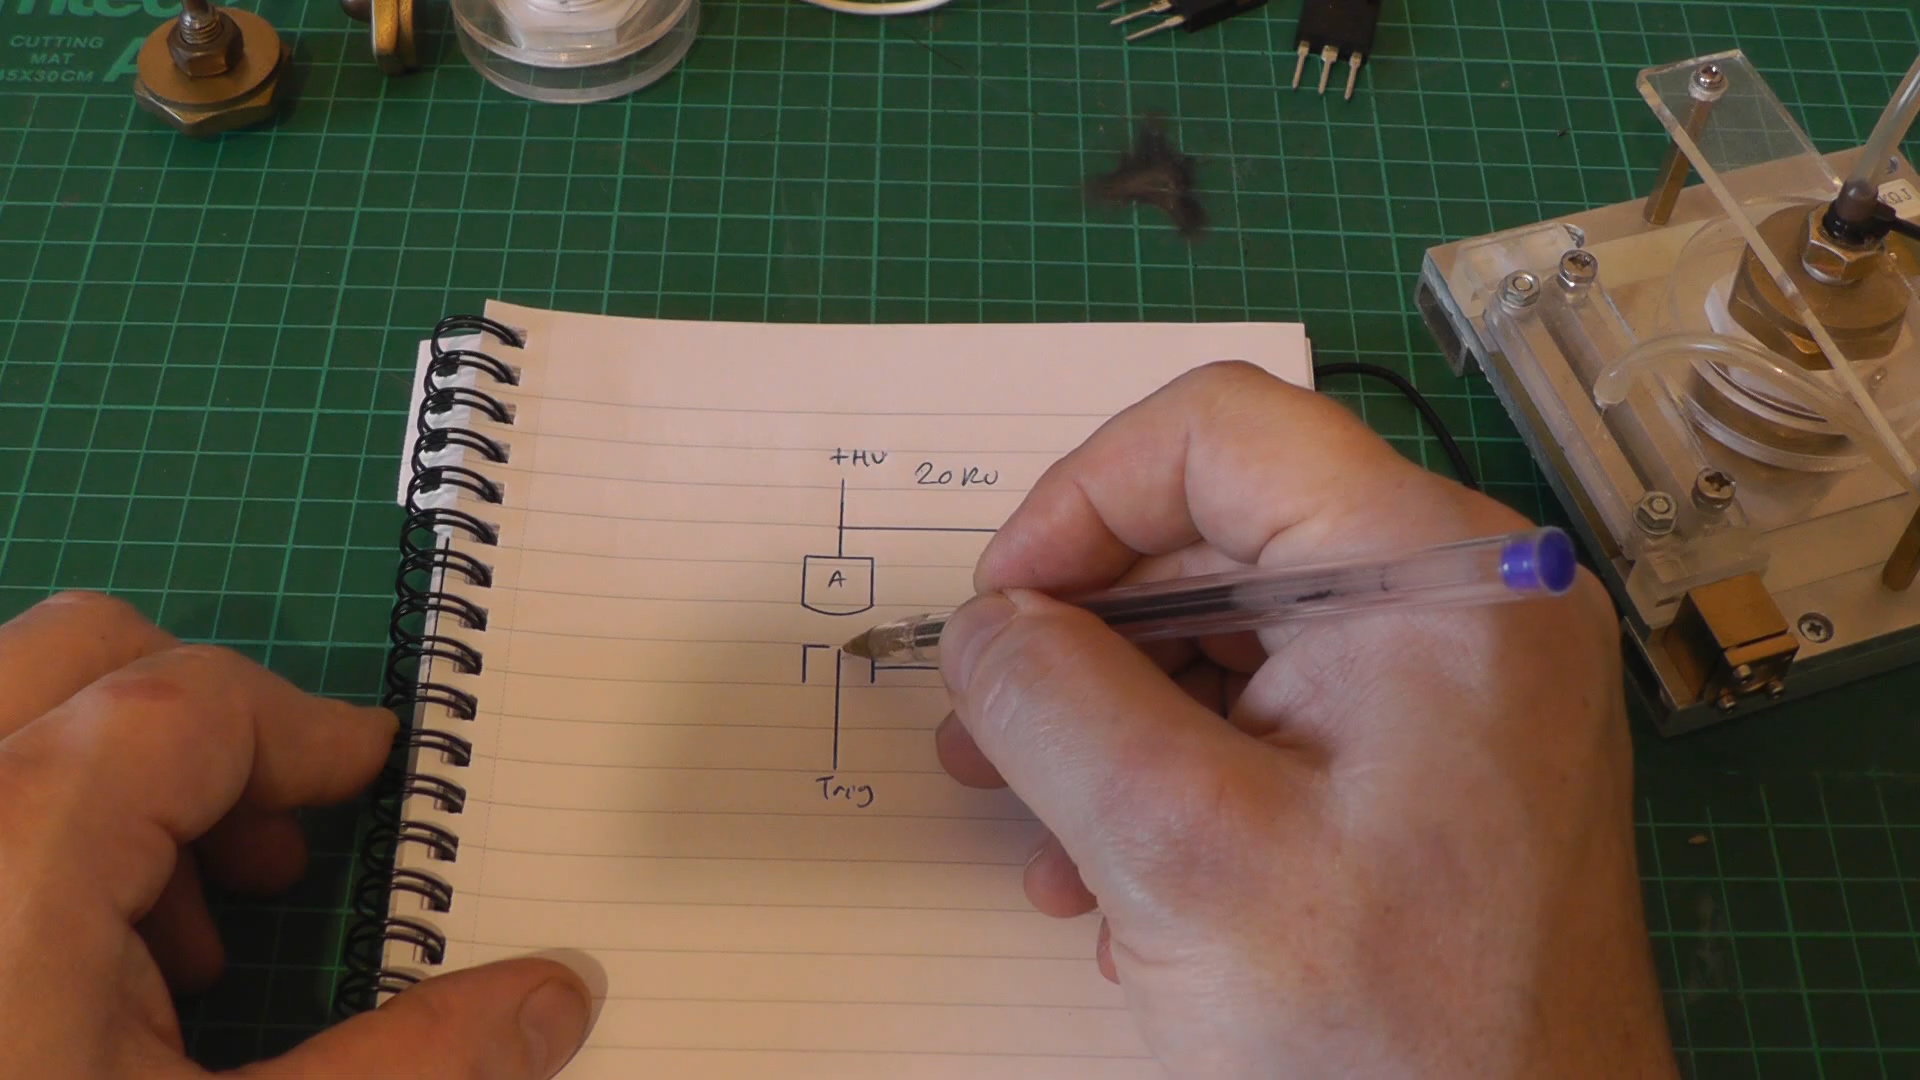 CUTTING
MAT
45X30CM
+HV
20KV
A
Trig